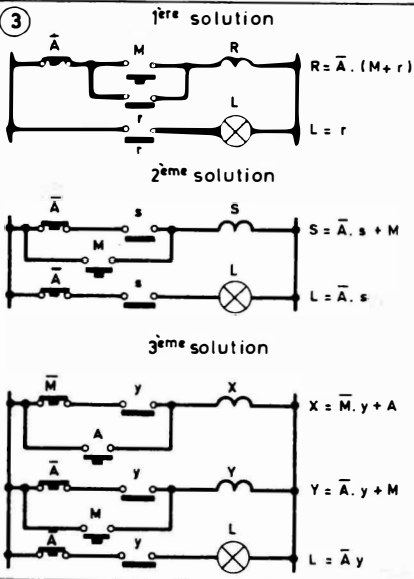 3
1ère solution
A̅ M R
R = A̅ . (M + r)
r
L
r
L = r
2ème solution
A̅ s S
S = A̅ . s + M
M
A̅ s L
L = A̅ . s
3ème solution
M̅ y X
X = M̅ . y + A
A
A̅ y Y
Y = A̅ . y + M
M
A̅ y L
L = A̅ y